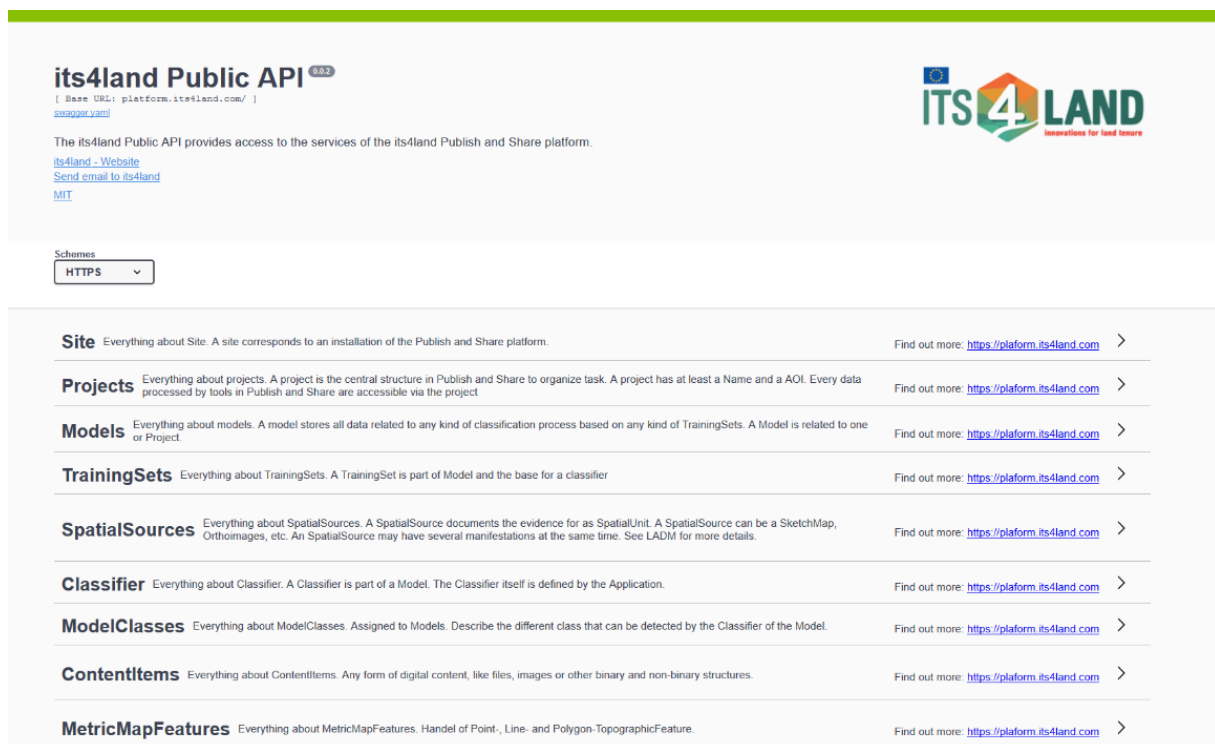 its4land Public API 0.0.2
[ Base URL: platform.its4land.com/ ]
swagger.yaml
The its4land Public API provides access to the services of the its4land Publish and Share platform.
its4land - Website
Send email to its4land
MIT
ITS 4 LAND
innovations for land tenure
Schemes
HTTPS
Site Everything about Site. A site corresponds to an installation of the Publish and Share platform.
Find out more: https://plaform.its4land.com
Projects Everything about projects. A project is the central structure in Publish and Share to organize task. A project has at least a Name and a AOI. Every data
processed by tools in Publish and Share are accessible via the project
Find out more: https://plaform.its4land.com
Models Everything about models. A model stores all data related to any kind of classification process based on any kind of TrainingSets. A Model is related to one
or Project.
Find out more: https://plaform.its4land.com
TrainingSets Everything about TrainingSets. A TrainingSet is part of Model and the base for a classifier
Find out more: https://plaform.its4land.com
SpatialSources Everything about SpatialSources. A SpatialSource documents the evidence for as SpatialUnit. A SpatialSource can be a SketchMap,
Orthoimages, etc. An SpatialSource may have several manifestations at the same time. See LADM for more details.
Find out more: https://plaform.its4land.com
Classifier Everything about Classifier. A Classifier is part of a Model. The Classifier itself is defined by the Application.
Find out more: https://plaform.its4land.com
ModelClasses Everything about ModelClasses. Assigned to Models. Describe the different class that can be detected by the Classifier of the Model.
Find out more: https://plaform.its4land.com
ContentItems Everything about ContentItems. Any form of digital content, like files, images or other binary and non-binary structures.
Find out more: https://plaform.its4land.com
MetricMapFeatures Everything about MetricMapFeatures. Handel of Point-, Line- and Polygon-TopographicFeature.
Find out more: https://plaform.its4land.com